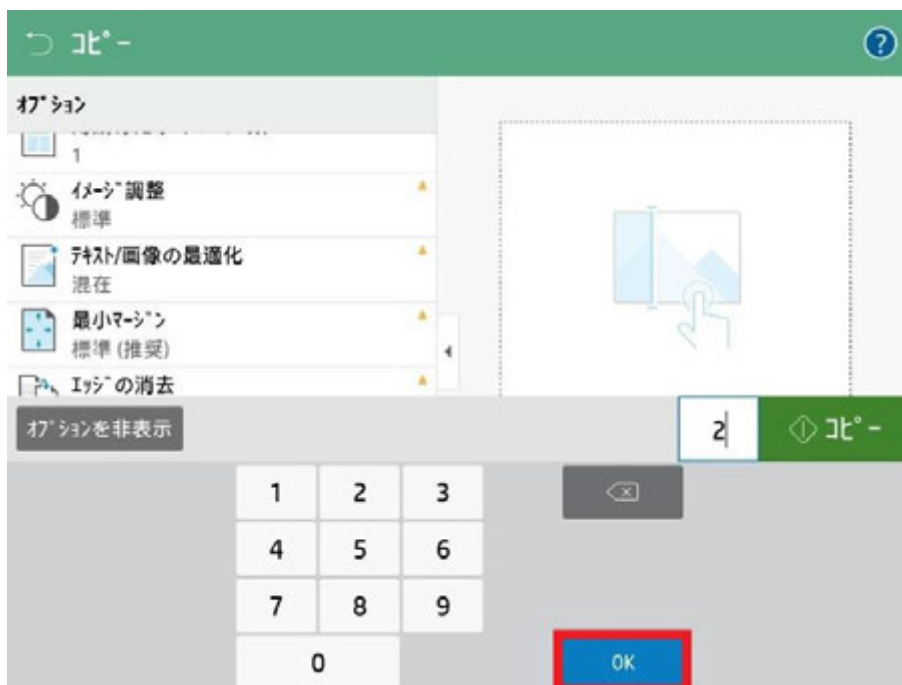 コピー
?
オプション
1
イメージ調整
標準
テキスト/画像の最適化
混在
最小マージン
標準 (推奨)
エッジの消去
オプションを非表示
2
コピー
1 2 3
4 5 6
7 8 9
0
OK